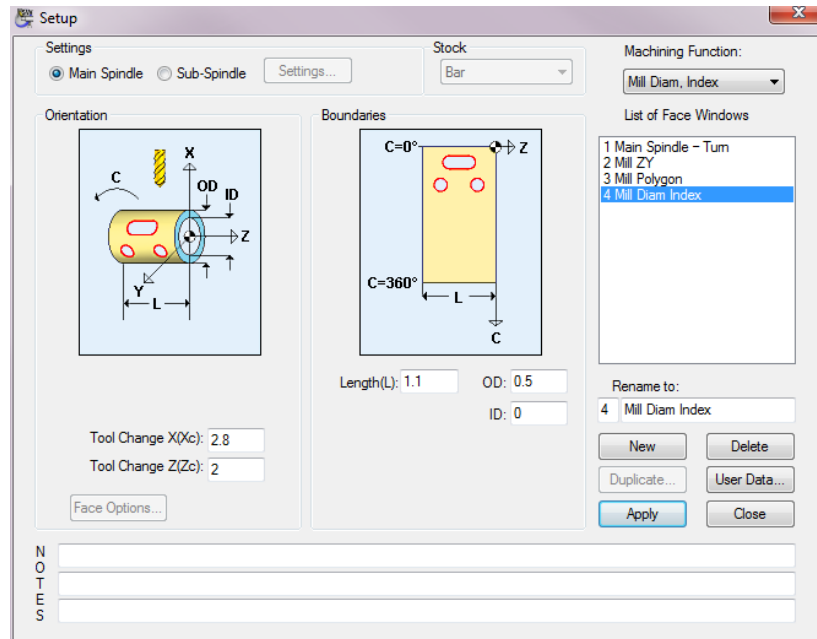 Setup
Settings
Main Spindle
Sub-Spindle
Settings...
Stock
Bar
Machining Function:
Mill Diam, Index
Orientation
X
C
OD
ID
Z
Y
L
Tool Change X(Xc): 2.8
Tool Change Z(Zc): 2
Face Options...
Boundaries
C=0°
Z
C=360°
L
C
Length(L): 1.1
OD: 0.5
ID: 0
List of Face Windows
1 Main Spindle – Turn
2 Mill ZY
3 Mill Polygon
4 Mill Diam Index
Rename to:
4 Mill Diam Index
New
Delete
Duplicate...
User Data...
Apply
Close
NOTES